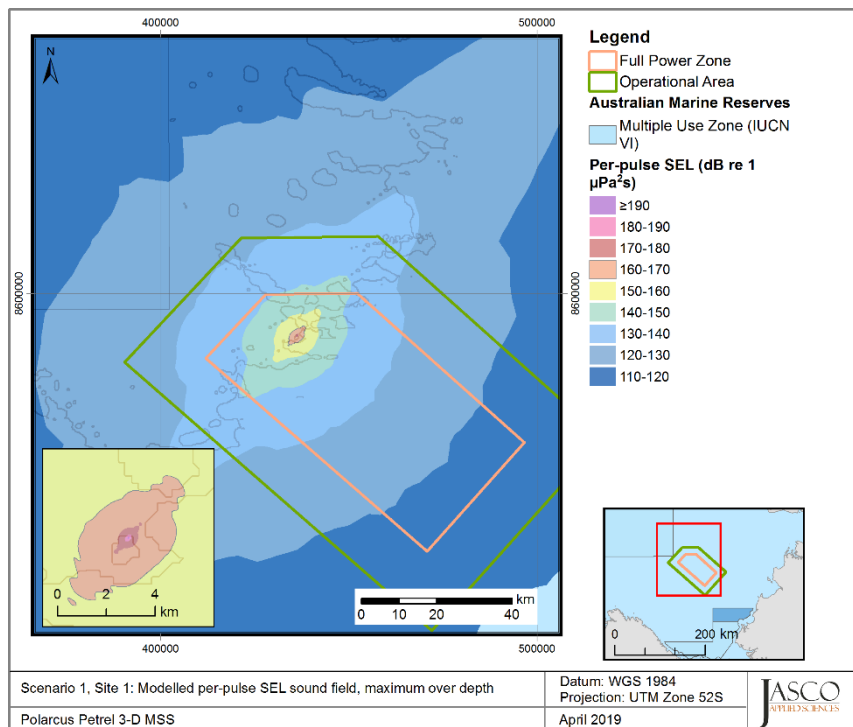 400000
500000
N
8600000
8600000
0 2 4
km
km
0 10 20 40
400000
500000
Legend
Full Power Zone
Operational Area
Australian Marine Reserves
Multiple Use Zone (IUCN
VI)
Per-pulse SEL (dB re 1
µPa²s)
≥190
180-190
170-180
160-170
150-160
140-150
130-140
120-130
110-120
0 200 km
Scenario 1, Site 1: Modelled per-pulse SEL sound field, maximum over depth
Polarcus Petrel 3-D MSS
Datum: WGS 1984
Projection: UTM Zone 52S
April 2019
JASCO
APPLIED SCIENCES